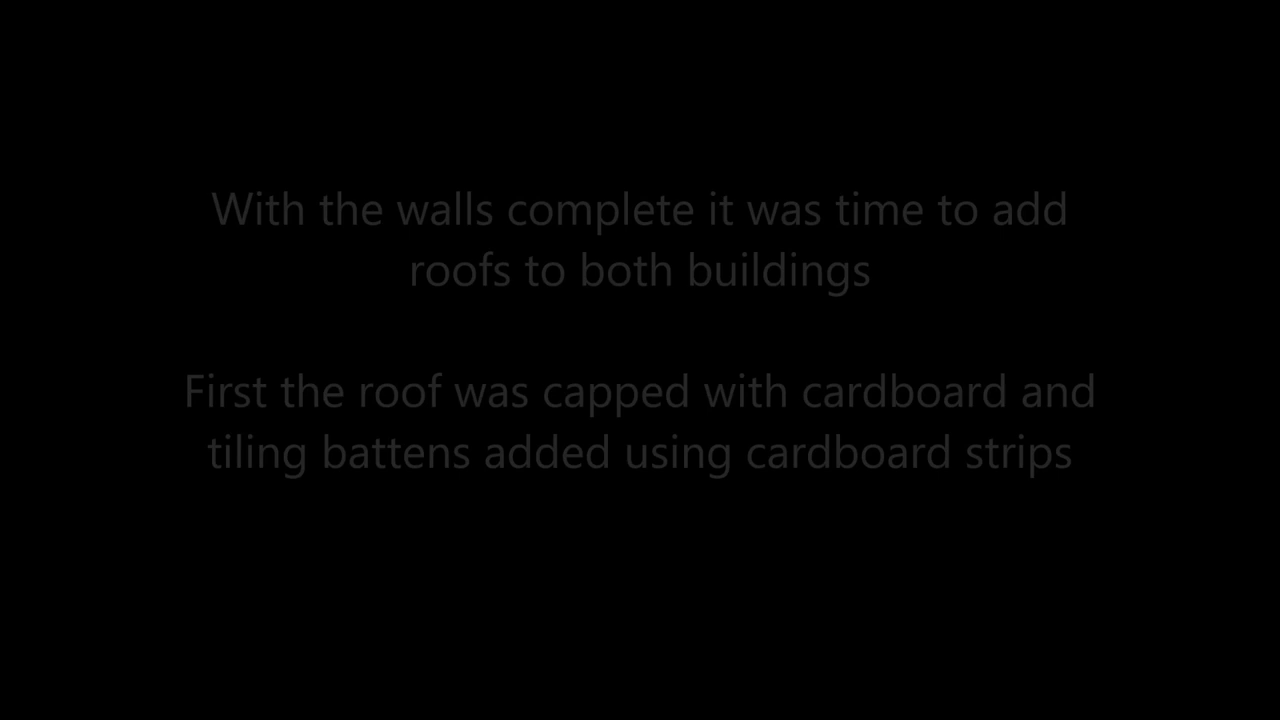 With the walls complete it was time to add
roofs to both buildings
First the roof was capped with cardboard and
tiling battens added using cardboard strips